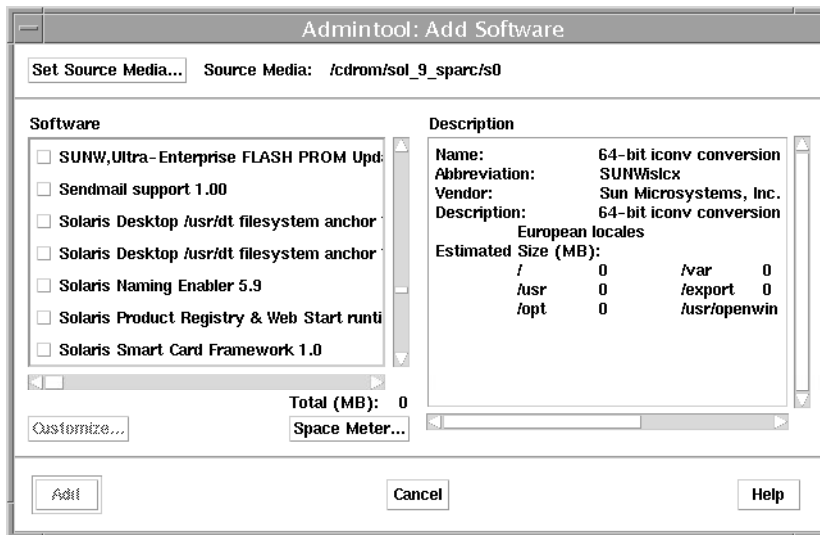 Admintool: Add Software
Set Source Media... Source Media: /cdrom/sol_9_sparc/s0
Software
SUNW,Ultra-Enterprise FLASH PROM Upd
Sendmail support 1.00
Solaris Desktop /usr/dt filesystem anchor
Solaris Desktop /usr/dt filesystem anchor
Solaris Naming Enabler 5.9
Solaris Product Registry & Web Start runti
Solaris Smart Card Framework 1.0
Total (MB): 0
Customize... Space Meter...
Description
Name: 64-bit iconv conversion
Abbreviation: SUNWislcx
Vendor: Sun Microsystems, Inc.
Description: 64-bit iconv conversion
European locales
Estimated Size (MB):
/ 0 /var 0
/usr 0 /export 0
/opt 0 /usr/openwin
Add Cancel Help